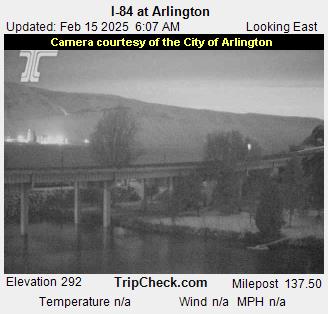 I-84 at Arlington
Updated: Feb 15 2025 6:07 AM Looking East
Camera courtesy of the City of Arlington
Elevation 292 TripCheck.com Milepost 137.50
Temperature n/a Wind n/a MPH n/a